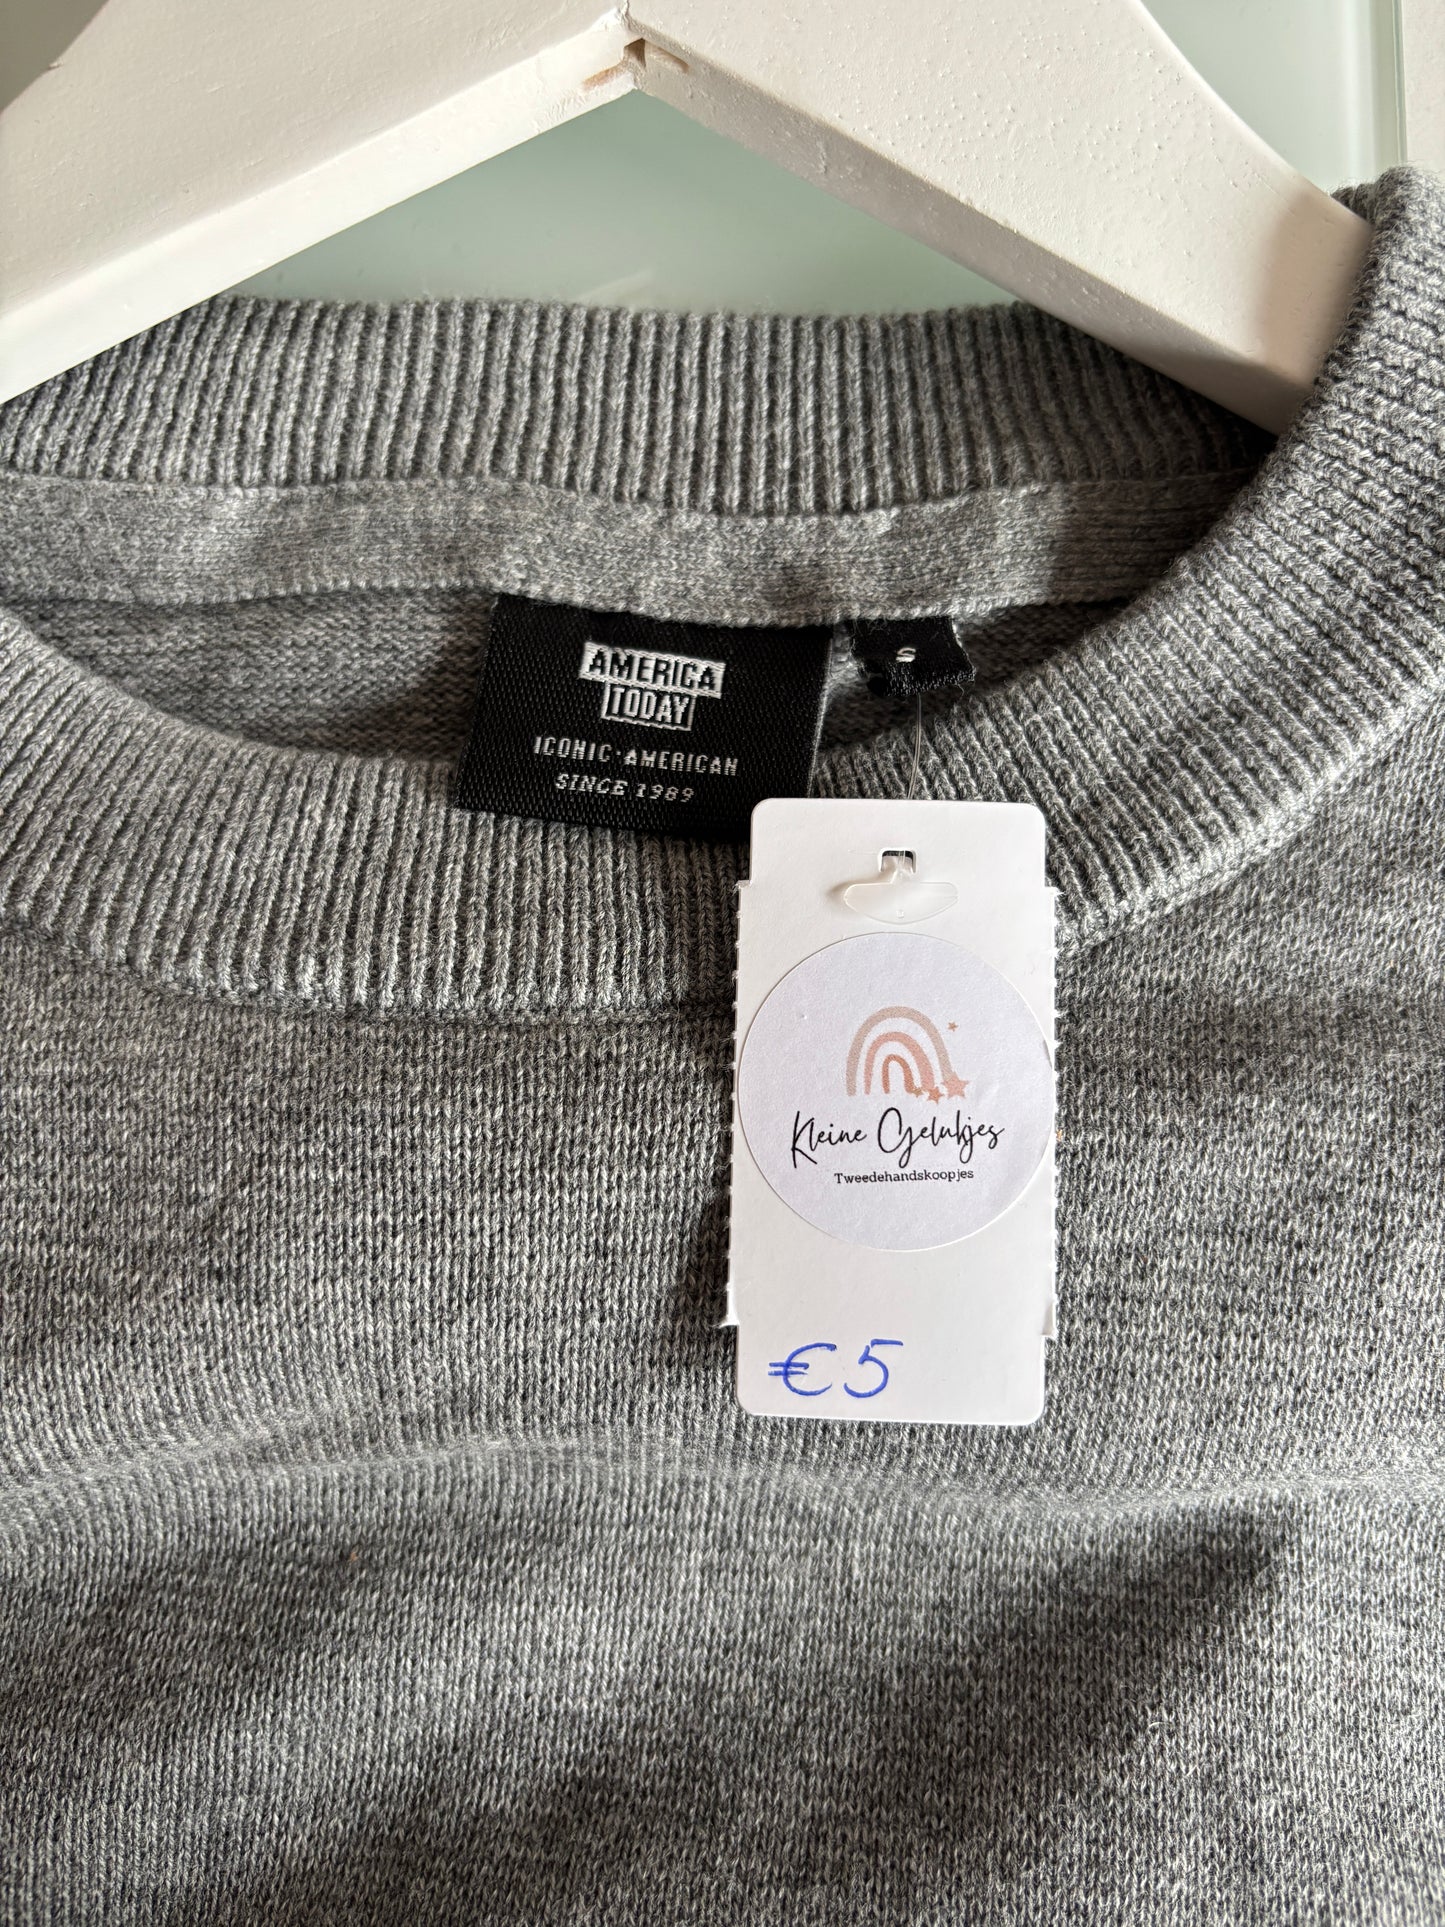 AMERICA
TODAY
ICONIC·AMERICAN
SINCE 1989
S
Kleine Gelukjes
Tweedehandskoopjes
€5